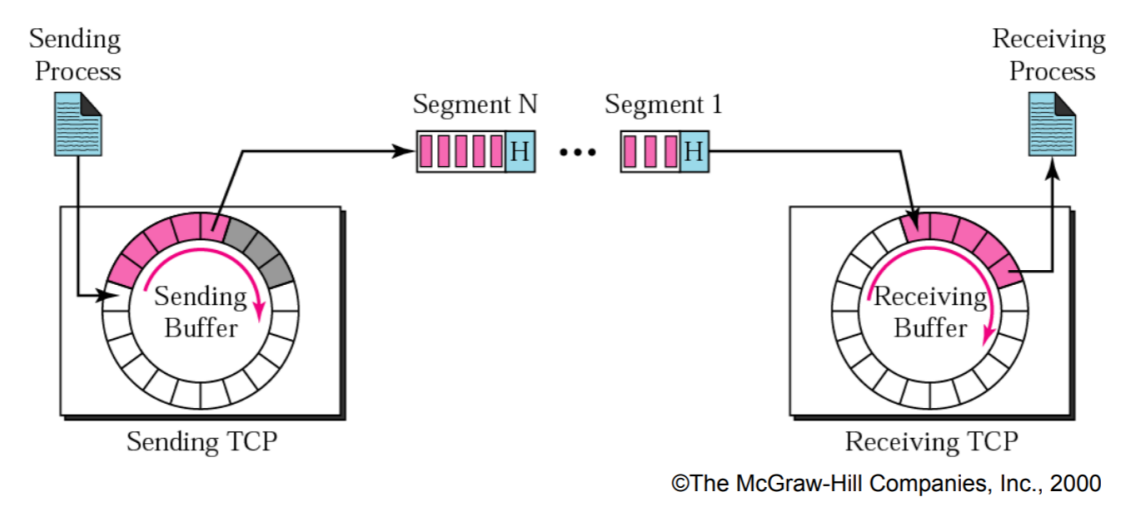 Sending
Process
Receiving
Process
Segment N
Segment 1
H
•••
H
Sending
Buffer
Receiving
Buffer
Sending TCP
Receiving TCP
©The McGraw-Hill Companies, Inc., 2000